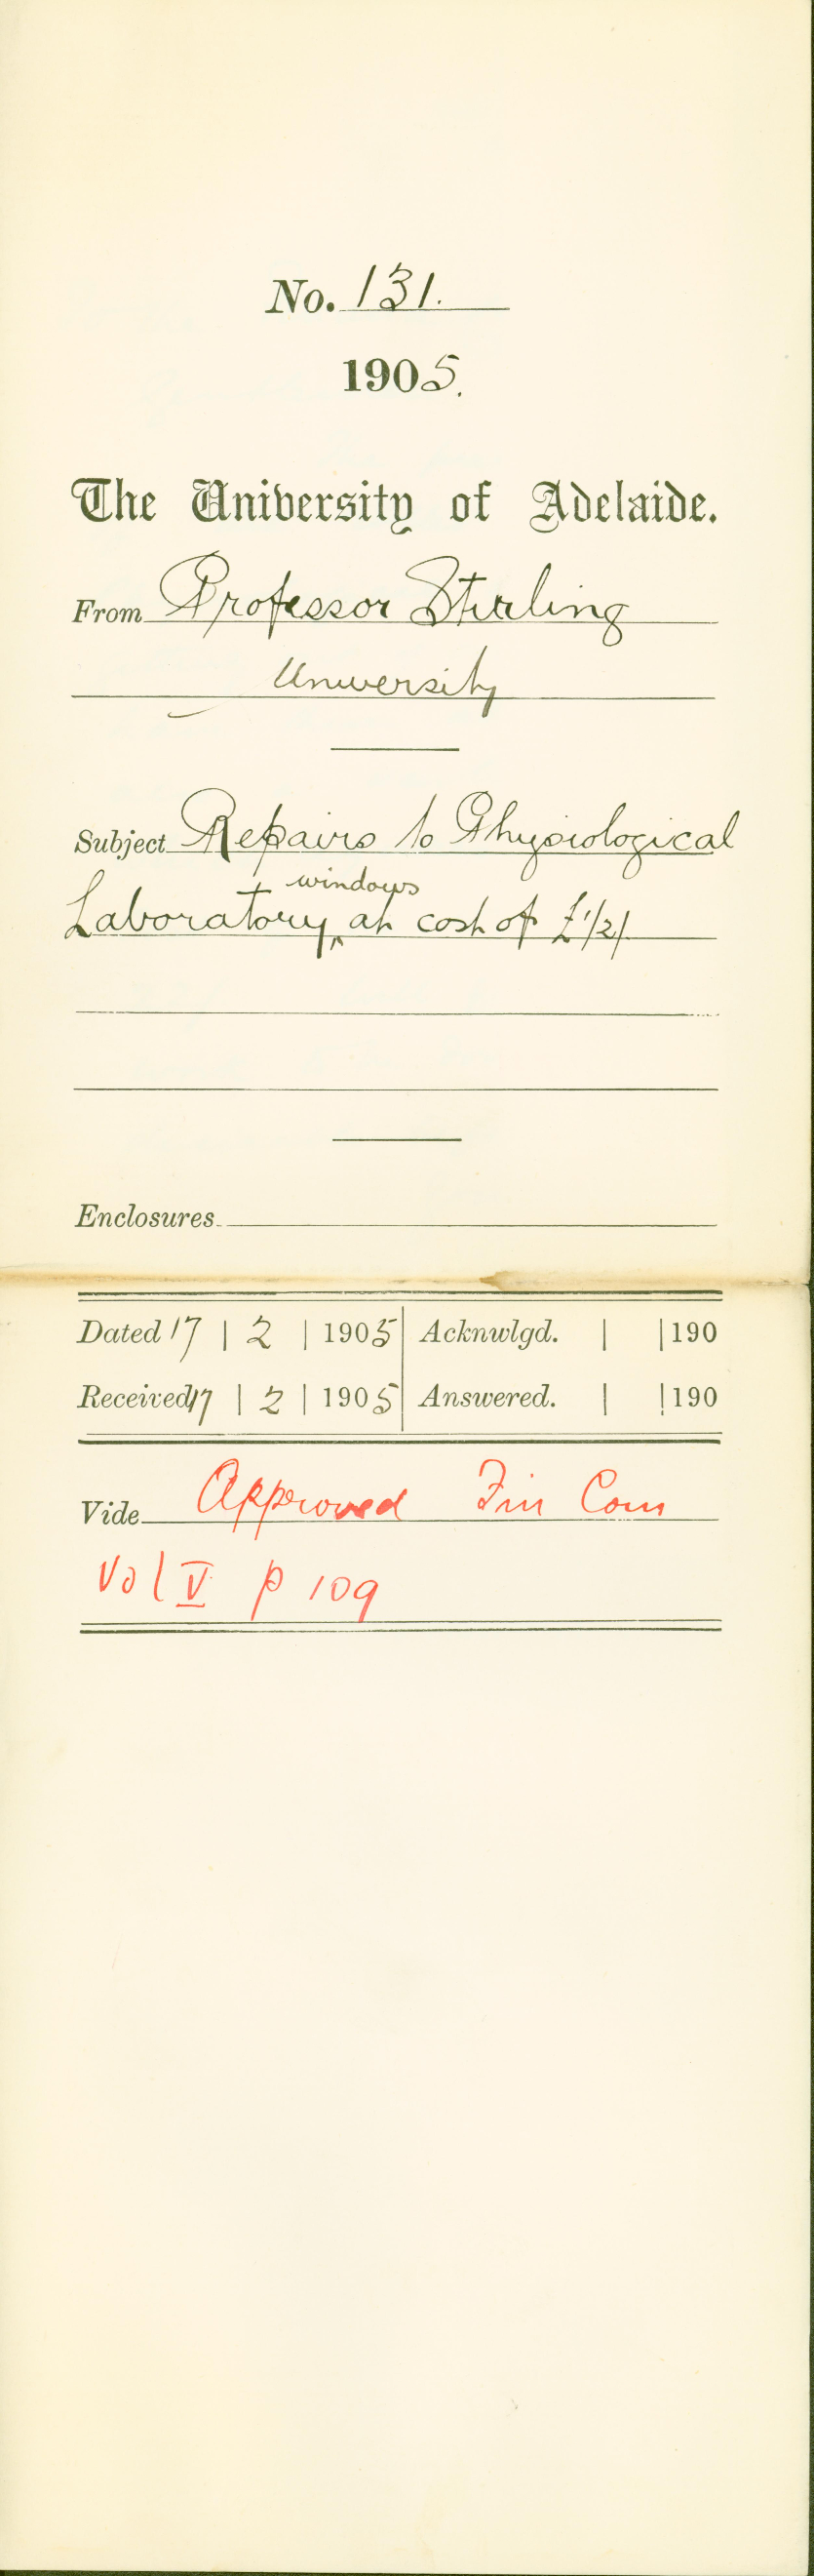 No. 131.
1905.
The University of Adelaide.
From Professor Stirling
University
Subject Repairs to Physiological
windows
Laboratory ^ at cost of £1/2/
Enclosures
Dated 17 | 2 | 1905 Acknwlgd. | | 190
Received 17 | 2 | 1905 Answered. | | 190
Vide Approved Fin Com
Vol V p 109